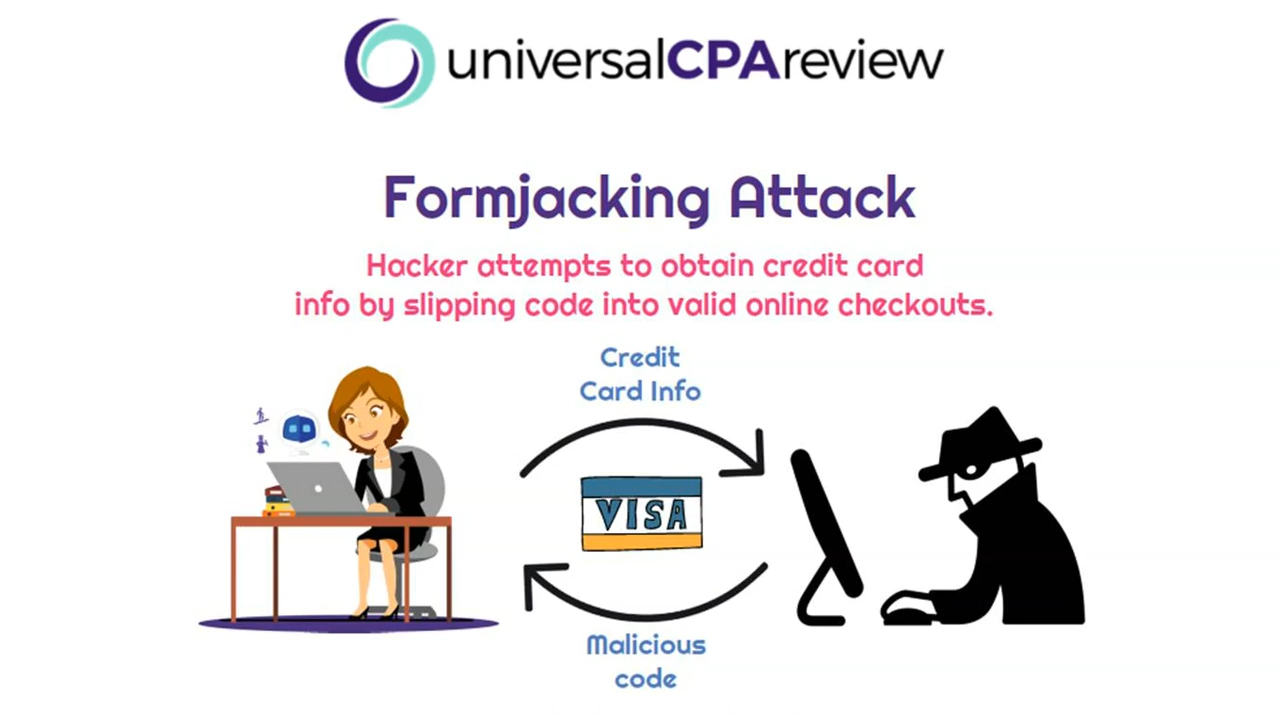 universalCPAreview
Formjacking Attack
Hacker attempts to obtain credit card
info by slipping code into valid online checkouts.
Credit
Card Info
VISA
Malicious
code